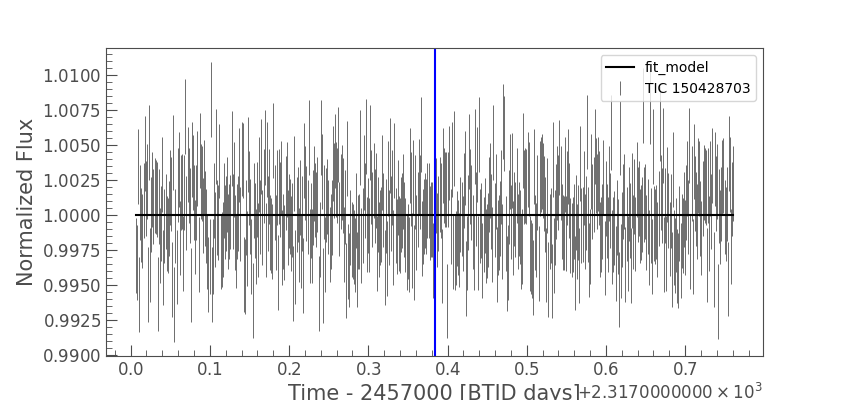 fit_model
TIC 150428703
1.0100
1.0075
1.0050
1.0025
1.0000
0.9975
0.9950
0.9925
0.9900
Normalized Flux
0.0 0.1 0.2 0.3 0.4 0.5 0.6 0.7
Time - 2457000 [BTJD days]
+2.3170000000 × 10³